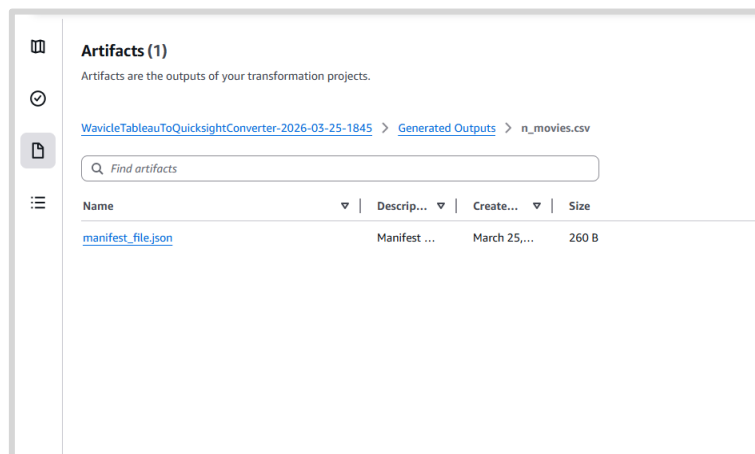 Artifacts (1)
Artifacts are the outputs of your transformation projects.
WavicleTableauToQuicksightConverter-2026-03-25-1845 > Generated Outputs > n_movies.csv
Find artifacts
Name Descrip... Create... Size
manifest_file.json Manifest ... March 25,... 260 B